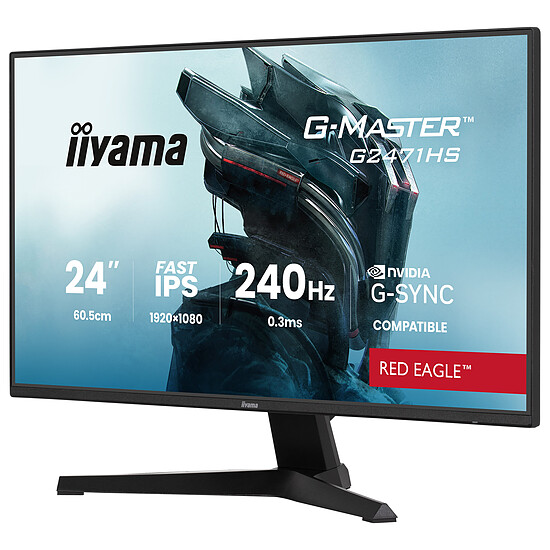 iiyama
G-MASTER™
G2471HS
24"
60.5cm
FAST
IPS
1920×1080
240Hz
0.3ms
NVIDIA
G-SYNC
COMPATIBLE
RED EAGLE™
iiyama